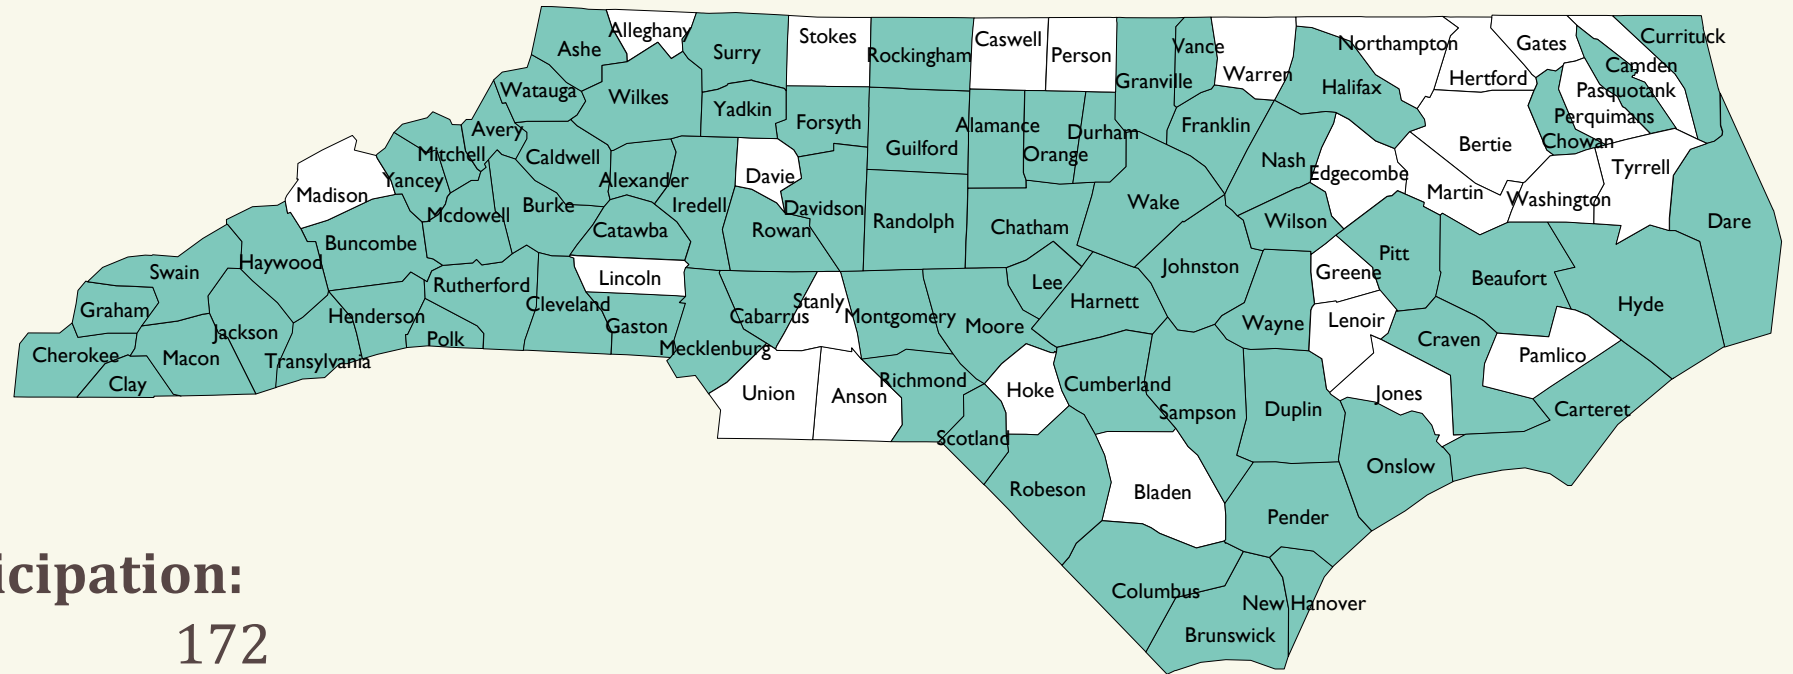 Alleghany
Ashe
Surry
Stokes
Rockingham
Caswell
Person
Granville
Vance
Warren
Northampton
Halifax
Hertford
Gates
Currituck
Camden
Pasquotank
Perquimans
Chowan
Watauga
Wilkes
Yadkin
Forsyth
Guilford
Alamance
Orange
Durham
Franklin
Nash
Edgecombe
Bertie
Martin
Washington
Tyrrell
Dare
Avery
Mitchell
Yancey
Madison
Caldwell
Alexander
Iredell
Davie
Davidson
Randolph
Chatham
Wake
Wilson
Pitt
Beaufort
Hyde
Mcdowell
Burke
Catawba
Rowan
Buncombe
Haywood
Swain
Graham
Rutherford
Cleveland
Lincoln
Gaston
Cabarrus
Stanly
Montgomery
Moore
Lee
Harnett
Johnston
Wayne
Greene
Lenoir
Craven
Pamlico
Jackson
Henderson
Polk
Transylvania
Cherokee
Macon
Clay
Mecklenburg
Union
Anson
Richmond
Hoke
Cumberland
Sampson
Duplin
Jones
Carteret
Scotland
Robeson
Bladen
Onslow
Pender
Columbus
New Hanover
Brunswick
icipation:
172